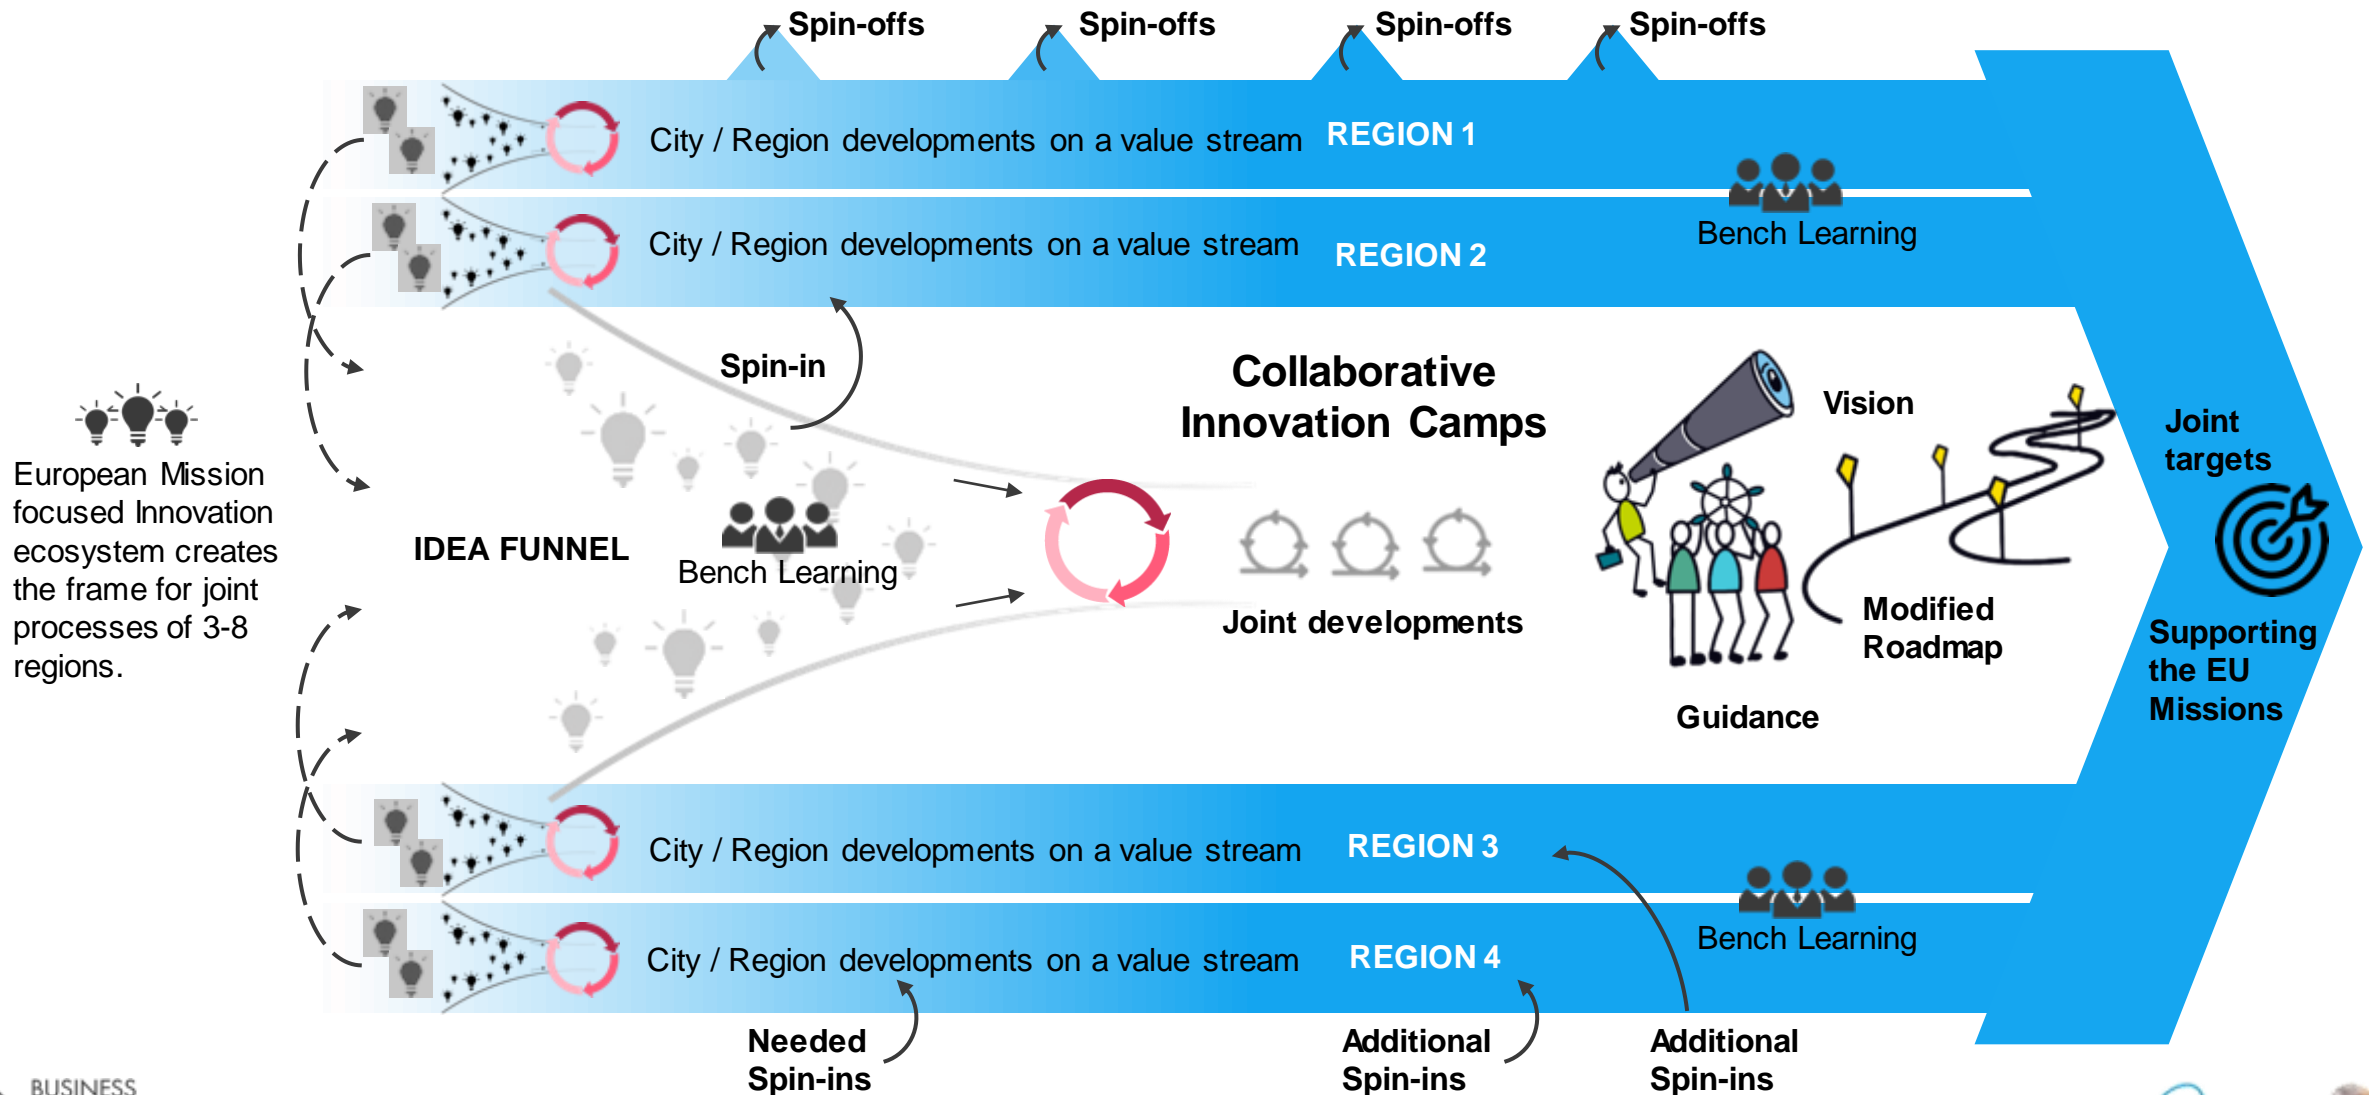 Spin-offs
Spin-offs
Spin-offs
Spin-offs
City / Region developments on a value stream
REGION 1
City / Region developments on a value stream
REGION 2
Bench Learning
Spin-in
Collaborative
Innovation Camps
Vision
Joint
targets
European Mission
focused Innovation
ecosystem creates
the frame for joint
processes of 3-8
regions.
IDEA FUNNEL
Bench Learning
Joint developments
Modified
Roadmap
Guidance
Supporting
the EU
Missions
City / Region developments on a value stream
REGION 3
City / Region developments on a value stream
REGION 4
Bench Learning
Needed
Spin-ins
Additional
Spin-ins
Additional
Spin-ins
BUSINESS